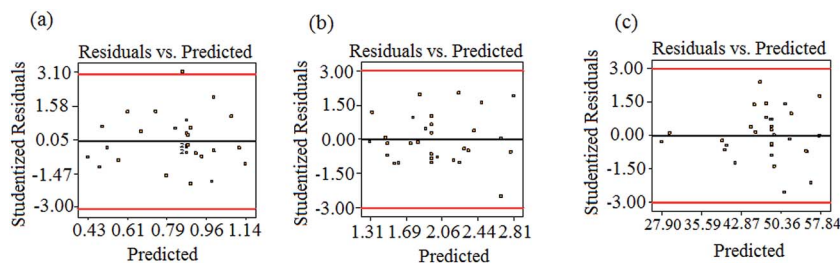 (a)
Residuals vs. Predicted
Studentized Residuals
3.10
1.58
0.05
-1.47
-3.00
0.43 0.61 0.79 0.96 1.14
Predicted
(b)
Residuals vs. Predicted
Studentized Residuals
3.00
1.50
0.00
-1.50
-3.00
1.31 1.69 2.06 2.44 2.81
Predicted
(c)
Residuals vs. Predicted
Studentized Residuals
3.00
1.50
0.00
-1.50
-3.00
27.90 35.59 42.87 50.36 57.84
Predicted